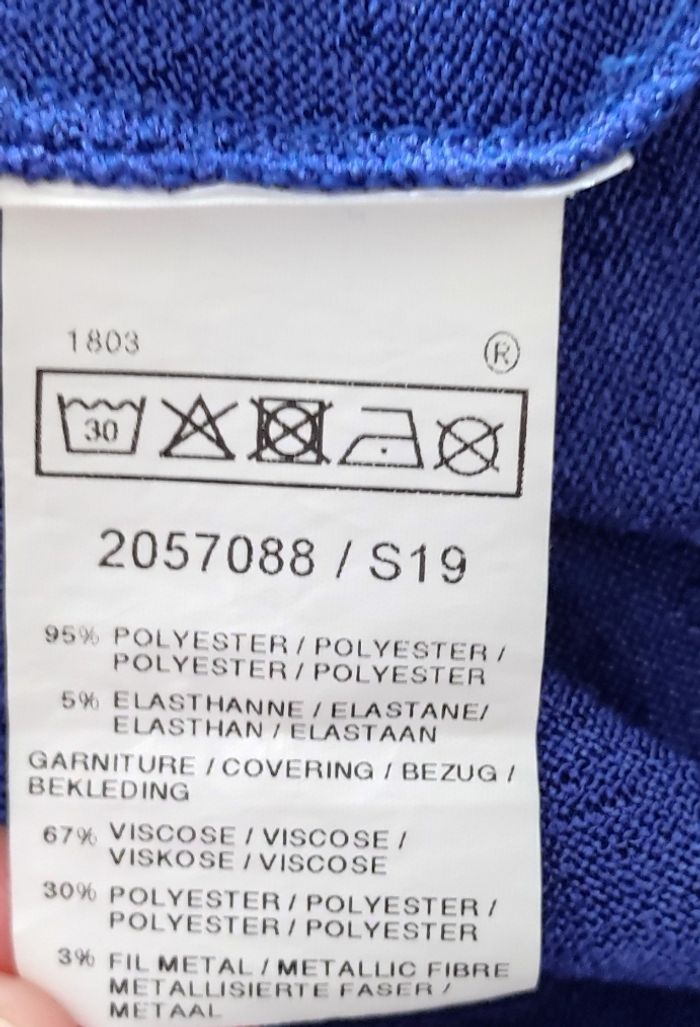 1803
®
30
2057088 / S19
95% POLYESTER / POLYESTER /
POLYESTER / POLYESTER
5% ELASTHANNE / ELASTANE/
ELASTHAN / ELASTAAN
GARNITURE / COVERING / BEZUG /
BEKLEDING
67% VISCOSE / VISCOSE /
VISKOSE / VISCOSE
30% POLYESTER / POLYESTER /
POLYESTER / POLYESTER
3% FIL METAL / METALLIC FIBRE
METALLISIERTE FASER /
METAAL